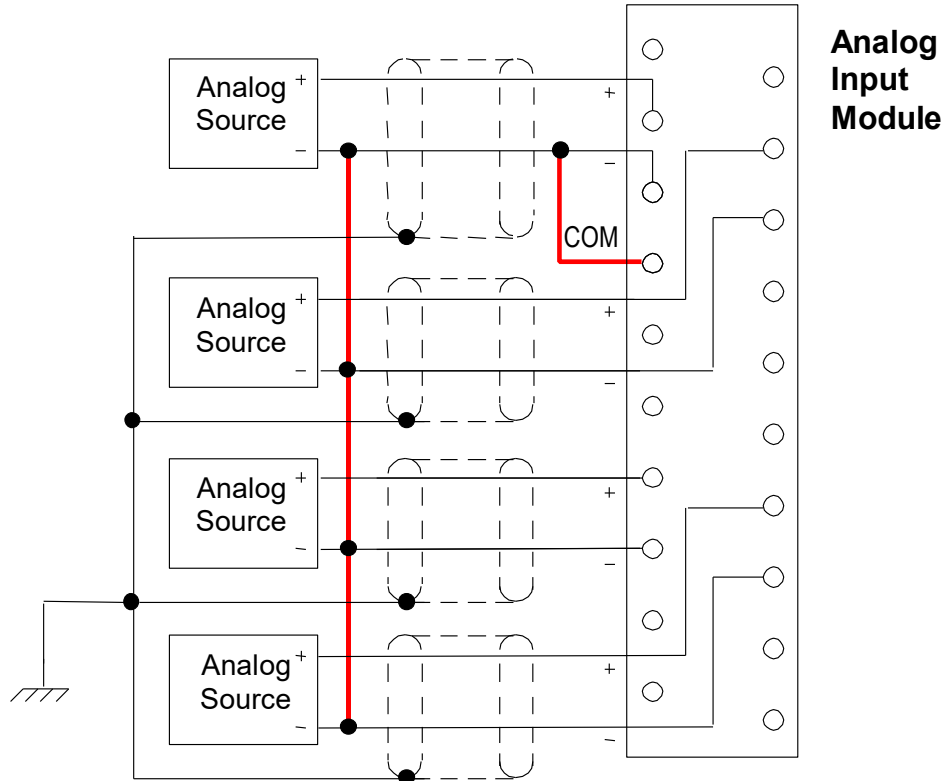 Analog
Input
Module
Analog +
Source
−
+
−
COM
Analog +
Source
−
+
−
Analog +
Source
−
+
−
Analog +
Source
−
+
−